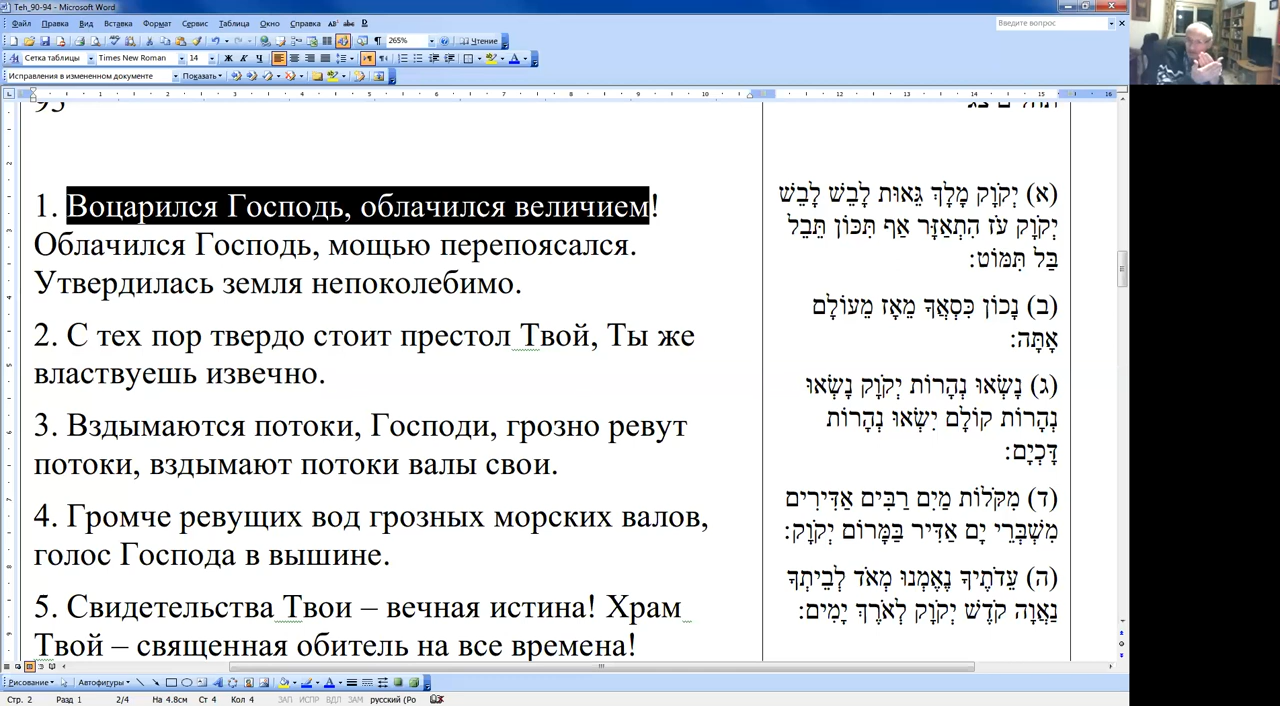 Teh_90-94 - Microsoft Word
Файл Правка Вид Вставка Формат Сервис Таблица Окно Справка
Введите вопрос
265% Чтение
Сетка таблицы Times New Roman 14 Ж К Ч
Исправления в измененном документе Показать
1. Воцарился Господь, облачился величием!
Облачился Господь, мощью перепоясался.
Утвердилась земля непоколебимо.
2. С тех пор твердо стоит престол Твой, Ты же
властвуешь извечно.
3. Вздымаются потоки, Господи, грозно ревут
потоки, вздымают потоки валы свои.
4. Громче ревущих вод грозных морских валов,
голос Господа в вышине.
5. Свидетельства Твои – вечная истина! Храм
Твой – священная обитель на все времена!
(א) יְקֹוָק מָלָךְ גֵּאוּת לָבֵשׁ לָבֵשׁ
יְקֹוָק עֹז הִתְאַזָּר אַף תִּכּוֹן תֵּבֵל
בַּל תִּמּוֹט:
(ב) נָכוֹן כִּסְאֲךָ מֵאָז מֵעוֹלָם
אָתָּה:
(ג) נָשְׂאוּ נְהָרוֹת יְקֹוָק נָשְׂאוּ
נְהָרוֹת קוֹלָם יִשְׂאוּ נְהָרוֹת
דָּכְיָם:
(ד) מִקֹּלוֹת מַיִם רַבִּים אַדִּירִים
מִשְׁבְּרֵי יָם אַדִּיר בַּמָּרוֹם יְקֹוָק:
(ה) עֵדֹתֶיךָ נֶאֶמְנוּ מְאֹד לְבֵיתְךָ
נַאֲוָה קֹדֶשׁ יְקֹוָק לְאֹרֶךְ יָמִים:
Рисование Автофигуры
Стр. 2 Разд 1 2/4 На 4.8см Ст 4 Кол 4 ЗАП ИСПР ВДЛ ЗАМ русский (Ро